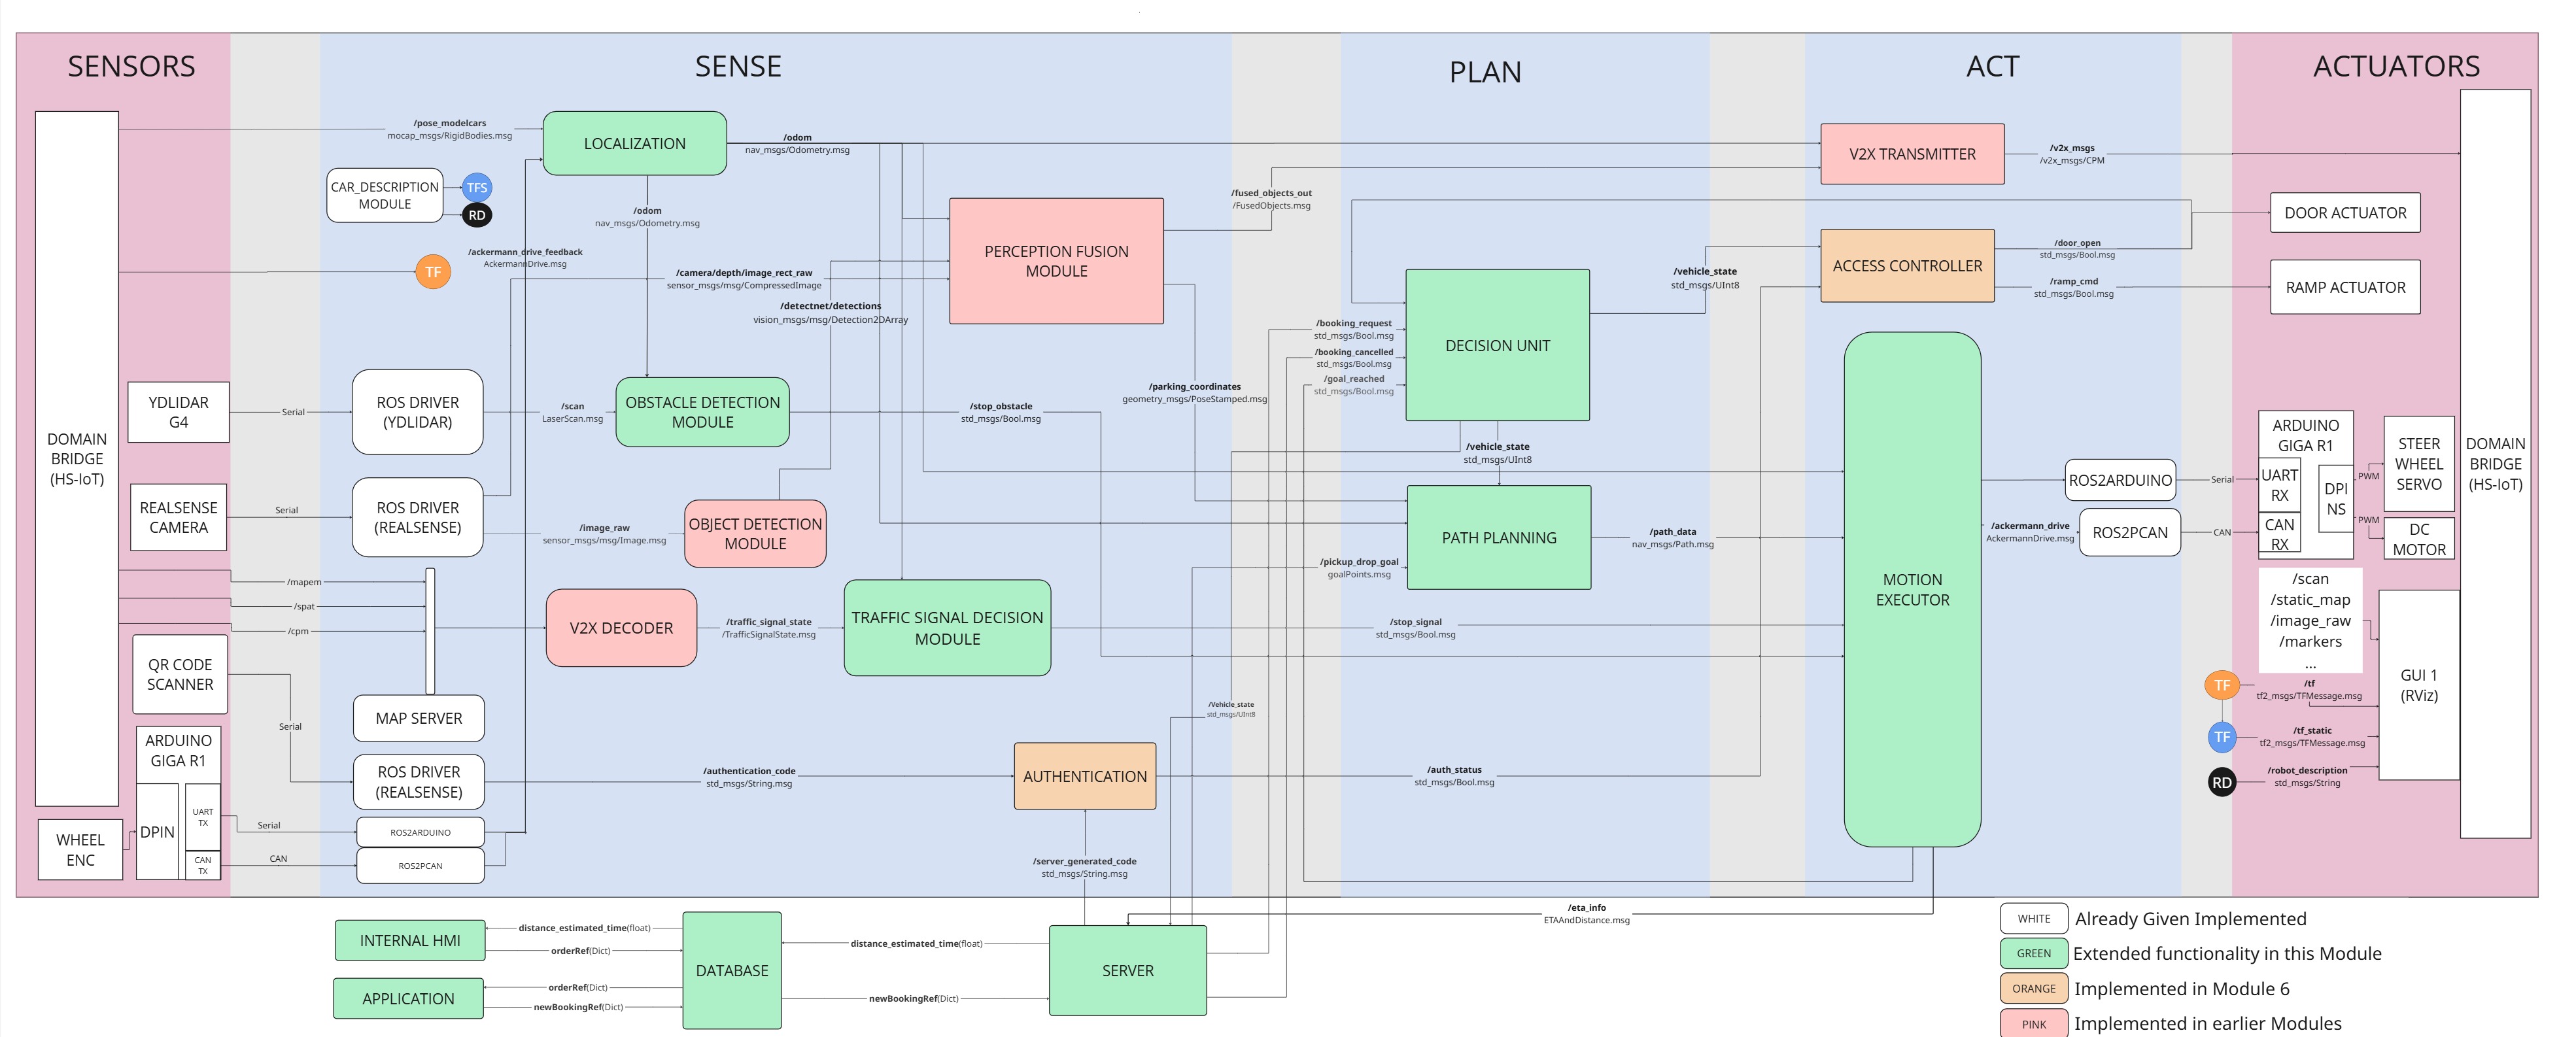 SENSORS
SENSE
PLAN
ACT
ACTUATORS
DOMAIN
BRIDGE
(HS-IoT)
/pose_modelcars
mocap_msgs/RigidBodies.msg
LOCALIZATION
/odom
nav_msgs/Odometry.msg
CAR_DESCRIPTION
MODULE
TFS
RD
/odom
nav_msgs/Odometry.msg
TF
/ackermann_drive_feedback
AckermannDrive.msg
/camera/depth/image_rect_raw
sensor_msgs/msg/CompressedImage
/detectnet/detections
vision_msgs/msg/Detection2DArray
PERCEPTION FUSION
MODULE
/fused_objects_out
/FusedObjects.msg
YDLIDAR
G4
Serial
ROS DRIVER
(YDLIDAR)
/scan
LaserScan.msg
OBSTACLE DETECTION
MODULE
/stop_obstacle
std_msgs/Bool.msg
/parking_coordinates
geometry_msgs/PoseStamped.msg
REALSENSE
CAMERA
Serial
ROS DRIVER
(REALSENSE)
/image_raw
sensor_msgs/msg/Image.msg
OBJECT DETECTION
MODULE
/mapem
/spat
/cpm
V2X DECODER
/traffic_signal_state
/TrafficSignalState.msg
TRAFFIC SIGNAL DECISION
MODULE
/stop_signal
std_msgs/Bool.msg
QR CODE
SCANNER
Serial
MAP SERVER
ROS DRIVER
(REALSENSE)
/authentication_code
std_msgs/String.msg
AUTHENTICATION
/auth_status
std_msgs/Bool.msg
/Vehicle_state
std_msgs/UInt8
ARDUINO
GIGA R1
DPIN
UART
TX
CAN
TX
WHEEL
ENC
Serial
CAN
ROS2ARDUINO
ROS2PCAN
/server_generated_code
std_msgs/String.msg
/booking_request
std_msgs/Bool.msg
/booking_cancelled
std_msgs/Bool.msg
/goal_reached
std_msgs/Bool.msg
DECISION UNIT
/vehicle_state
std_msgs/UInt8
/vehicle_state
std_msgs/UInt8
PATH PLANNING
/pickup_drop_goal
goalPoints.msg
/path_data
nav_msgs/Path.msg
V2X TRANSMITTER
/v2x_msgs
/v2x_msgs/CPM
ACCESS CONTROLLER
/door_open
std_msgs/Bool.msg
/ramp_cmd
std_msgs/Bool.msg
MOTION
EXECUTOR
ROS2ARDUINO
/ackermann_drive
AckermannDrive.msg
ROS2PCAN
Serial
CAN
DOOR ACTUATOR
RAMP ACTUATOR
ARDUINO
GIGA R1
UART
RX
CAN
RX
DPI
NS
PWM
PWM
STEER
WHEEL
SERVO
DC
MOTOR
DOMAIN
BRIDGE
(HS-IoT)
/scan
/static_map
/image_raw
/markers
...
GUI 1
(RViz)
TF
/tf
tf2_msgs/TFMessage.msg
TF
/tf_static
tf2_msgs/TFMessage.msg
RD
/robot_description
std_msgs/String
/eta_info
ETAAndDistance.msg
INTERNAL HMI
distance_estimated_time(float)
orderRef(Dict)
APPLICATION
orderRef(Dict)
newBookingRef(Dict)
DATABASE
distance_estimated_time(float)
newBookingRef(Dict)
SERVER
WHITE Already Given Implemented
GREEN Extended functionality in this Module
ORANGE Implemented in Module 6
PINK Implemented in earlier Modules